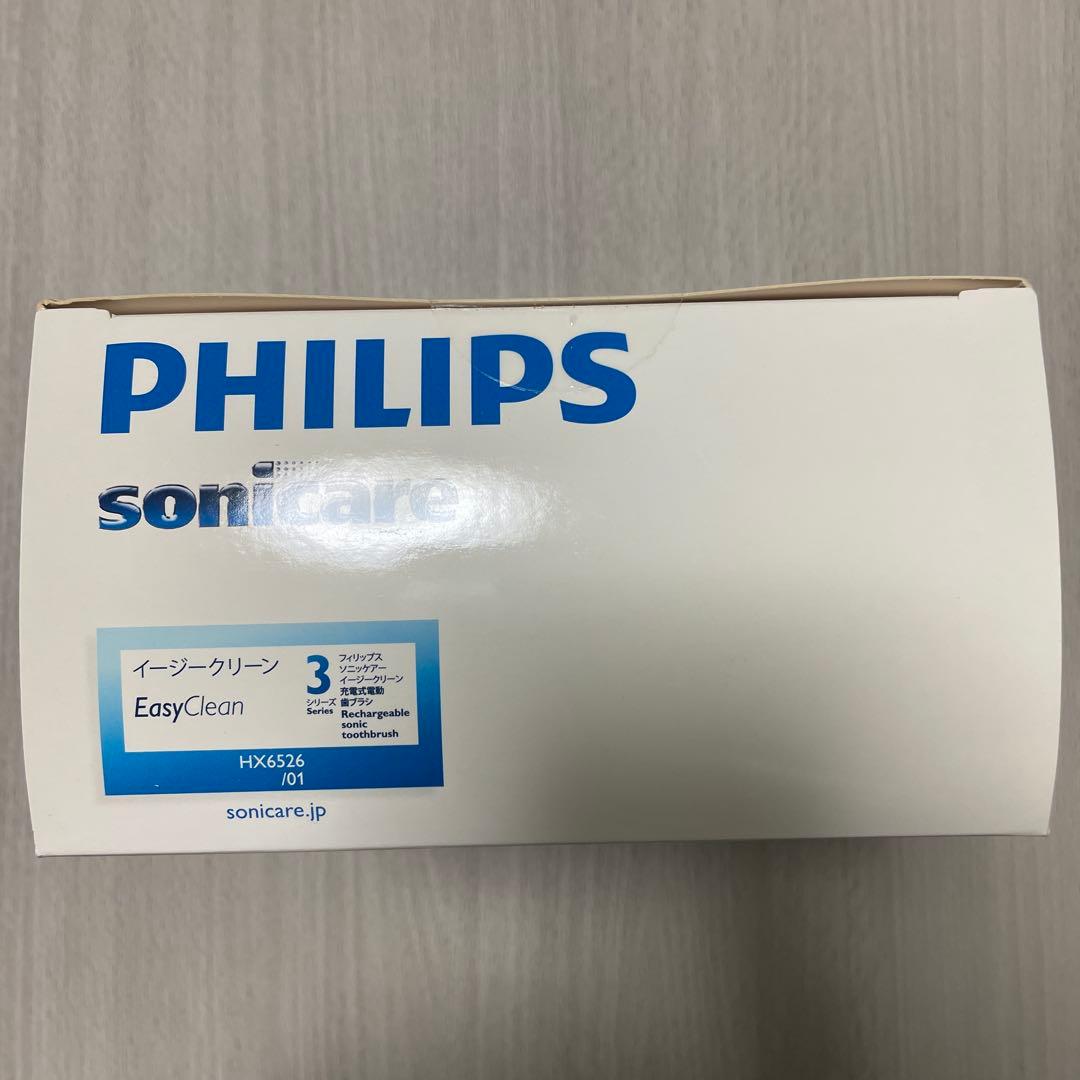 PHILIPS
sonicare
イージークリーン
EasyClean
3
シリーズ
Series
フィリップス
ソニッケアー
イージークリーン
充電式電動
歯ブラシ
Rechargeable
sonic
toothbrush
HX6526
/01
sonicare.jp